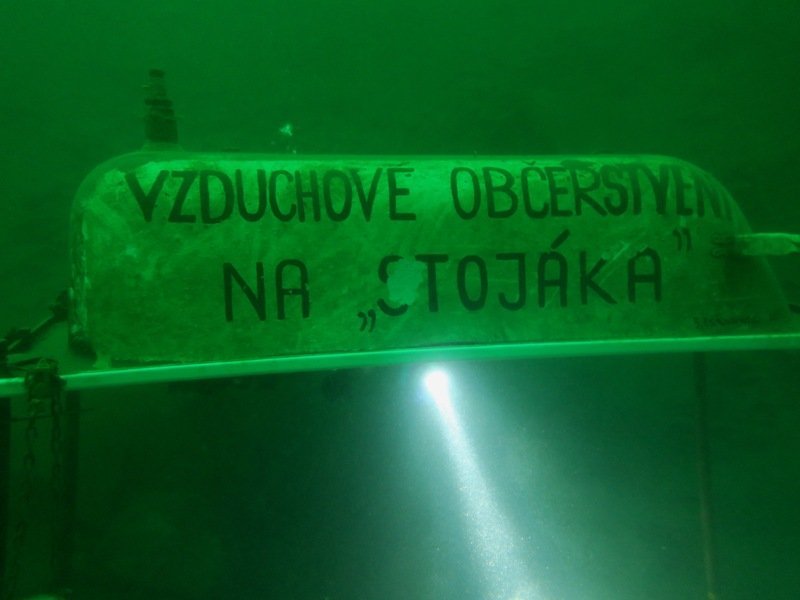 VZDUCHOVÉ OBČERSTVENÍ
NA „STOJÁKA”